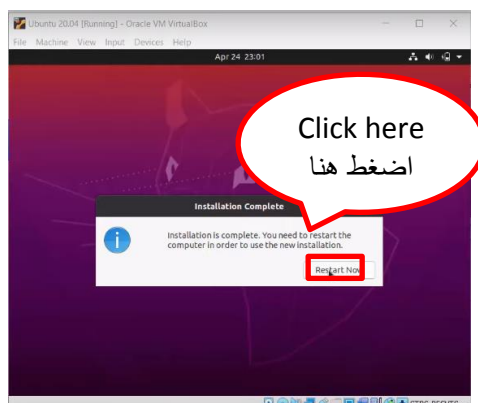 Ubuntu 20.04 [Running] - Oracle VM VirtualBox
File Machine View Input Devices Help
Apr 24 23:01
Click here
اضغط هنا
Installation Complete
Installation is complete. You need to restart the
computer in order to use the new installation.
Restart Now